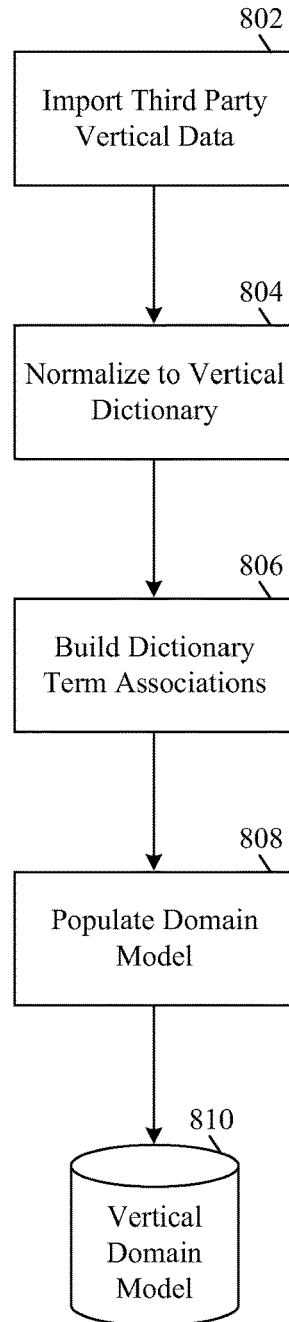 802
Import Third Party
Vertical Data
804
Normalize to Vertical
Dictionary
806
Build Dictionary
Term Associations
808
Populate Domain
Model
810
Vertical
Domain
Model